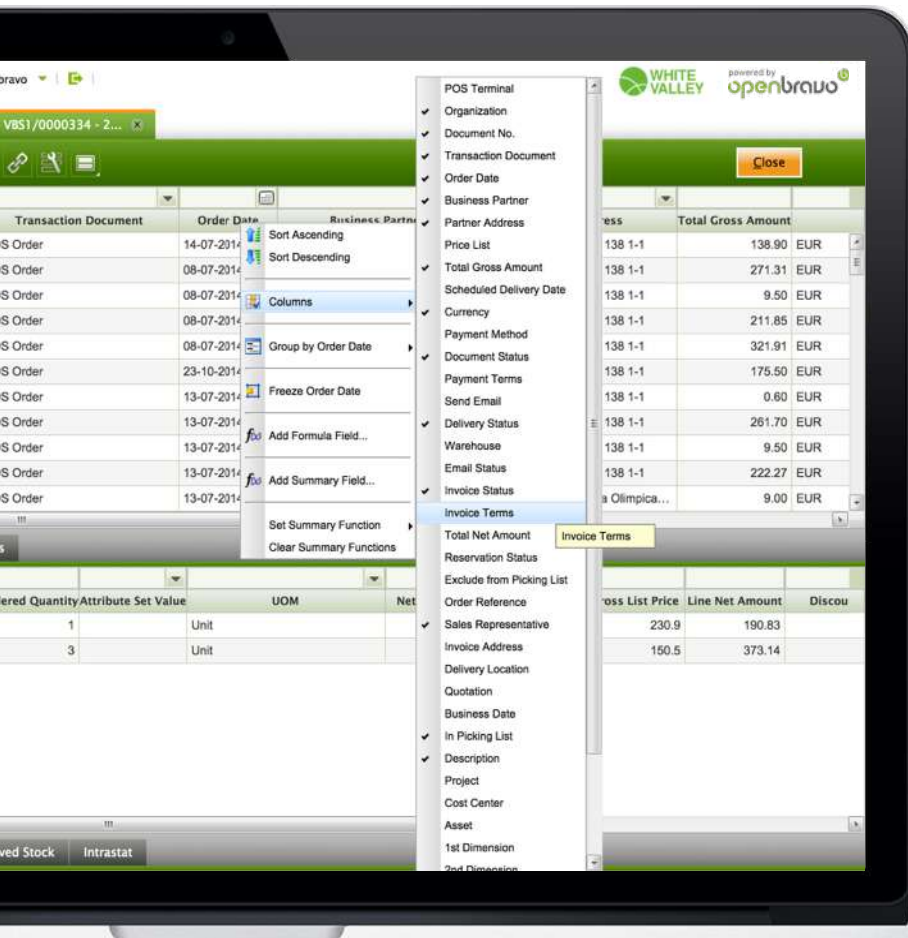 bravo
WHITE
VALLEY
powered by
openbravo
VBS1/0000334 - 2...
Close
Transaction Document Order Date Business Partn ess Total Gross Amount
S Order 14-07-2014 138 1-1 138.90 EUR
S Order 08-07-2014 138 1-1 271.31 EUR
S Order 08-07-2014 138 1-1 9.50 EUR
S Order 08-07-2014 138 1-1 211.85 EUR
S Order 08-07-2014 138 1-1 321.91 EUR
S Order 23-10-2014 138 1-1 175.50 EUR
S Order 13-07-2014 138 1-1 0.60 EUR
S Order 13-07-2014 138 1-1 261.70 EUR
S Order 13-07-2014 138 1-1 9.50 EUR
S Order 13-07-2014 138 1-1 222.27 EUR
S Order 13-07-2014 a Olimpica... 9.00 EUR
Sort Ascending
Sort Descending
Columns
Group by Order Date
Freeze Order Date
f(x) Add Formula Field...
f(x) Add Summary Field...
Set Summary Function
Clear Summary Functions
POS Terminal
Organization
Document No.
Transaction Document
Order Date
Business Partner
Partner Address
Price List
Total Gross Amount
Scheduled Delivery Date
Currency
Payment Method
Document Status
Payment Terms
Send Email
Delivery Status
Warehouse
Email Status
Invoice Status
Invoice Terms
Total Net Amount
Invoice Terms
Reservation Status
Exclude from Picking List
Order Reference
Sales Representative
Invoice Address
Delivery Location
Quotation
Business Date
In Picking List
Description
Project
Cost Center
Asset
1st Dimension
2nd Dimension
s
ered Quantity Attribute Set Value UOM Net ross List Price Line Net Amount Discou
1 Unit 230.9 190.83
3 Unit 150.5 373.14
ved Stock Intrastat